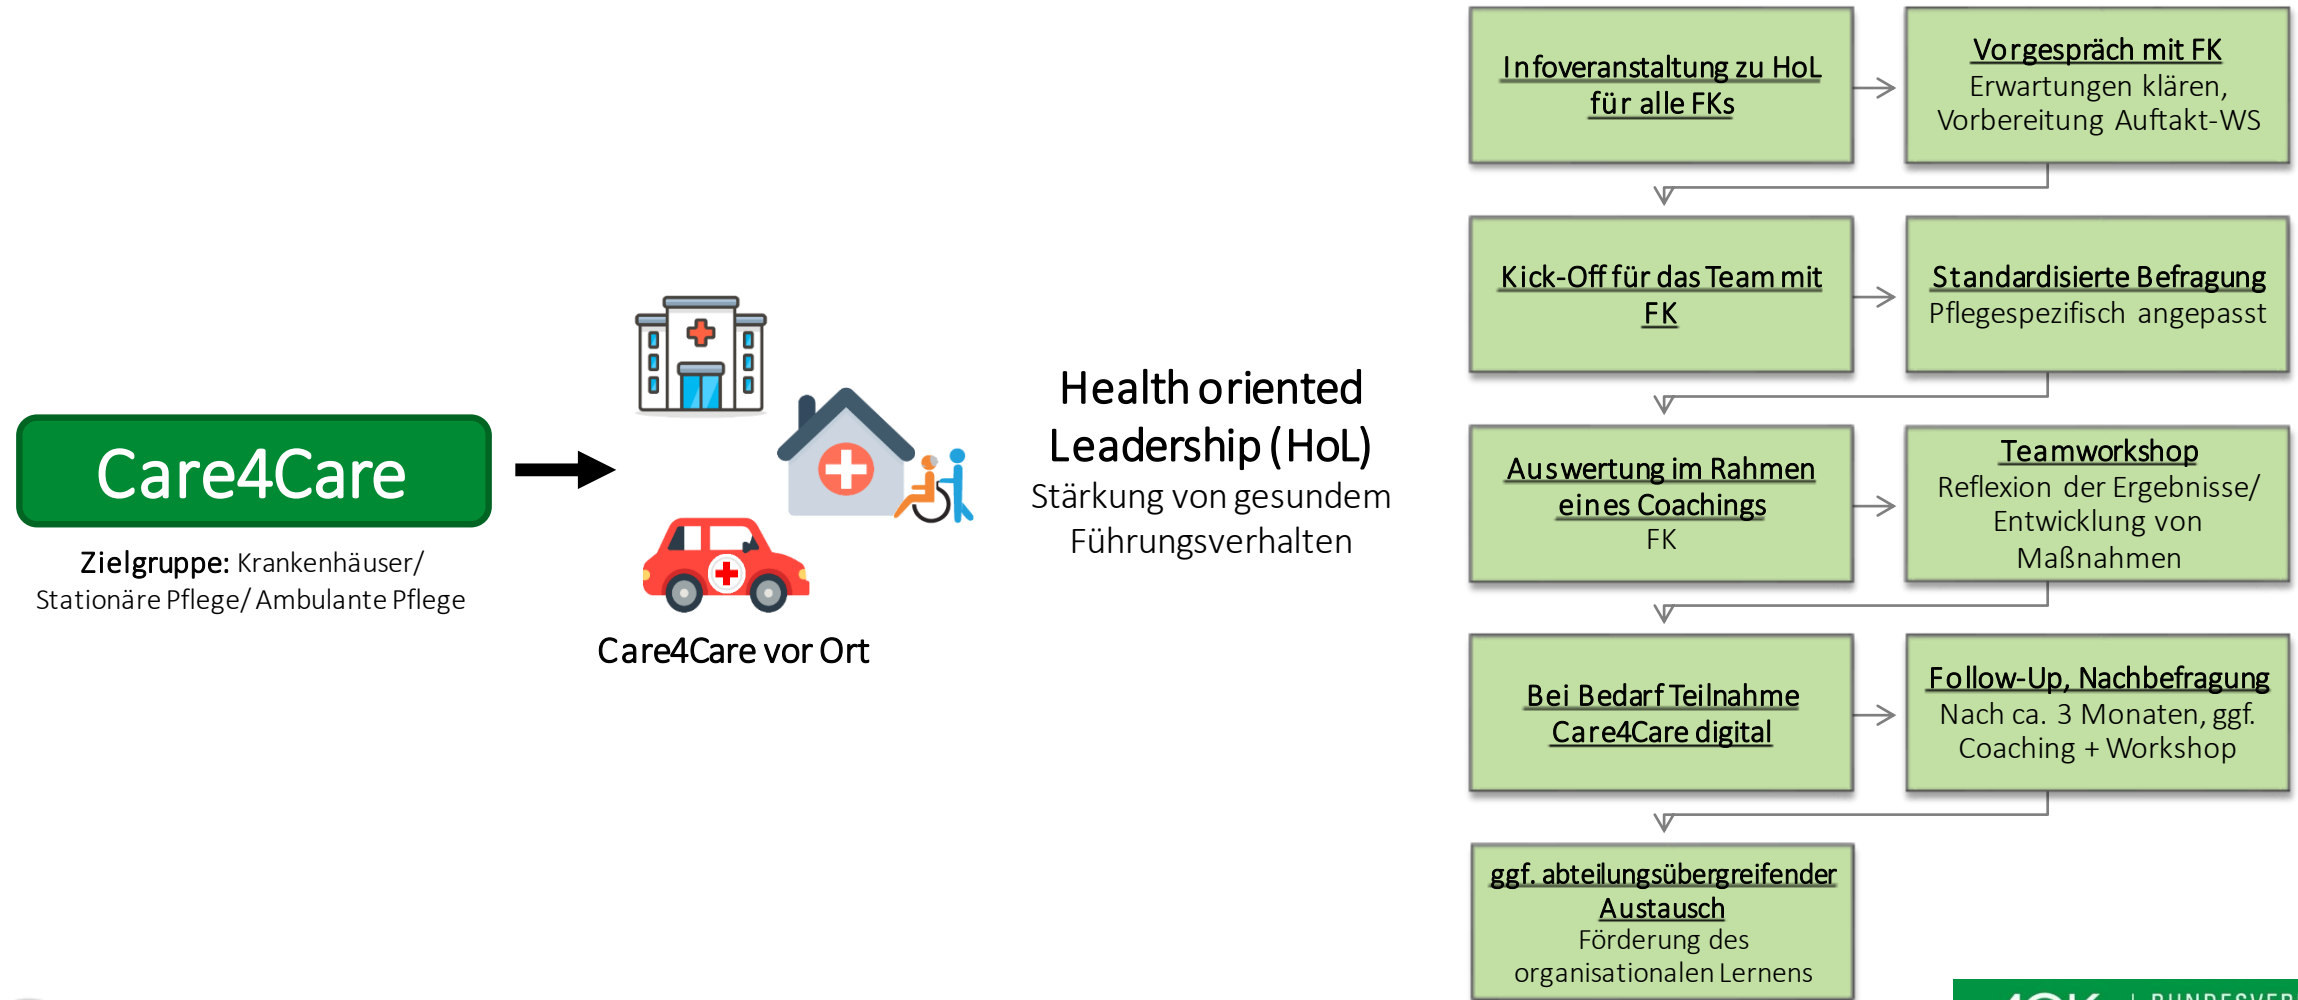 Care4Care
Zielgruppe: Krankenhäuser/
Stationäre Pflege/ Ambulante Pflege
Care4Care vor Ort
Health oriented
Leadership (HoL)
Stärkung von gesundem
Führungsverhalten
Infoveranstaltung zu HoL
für alle FKs
Vorgespräch mit FK
Erwartungen klären,
Vorbereitung Auftakt-WS
Kick-Off für das Team mit
FK
Standardisierte Befragung
Pflegespezifisch angepasst
Auswertung im Rahmen
eines Coachings
FK
Teamworkshop
Reflexion der Ergebnisse/
Entwicklung von
Maßnahmen
Bei Bedarf Teilnahme
Care4Care digital
Follow-Up, Nachbefragung
Nach ca. 3 Monaten, ggf.
Coaching + Workshop
ggf. abteilungsübergreifender
Austausch
Förderung des
organisationalen Lernens